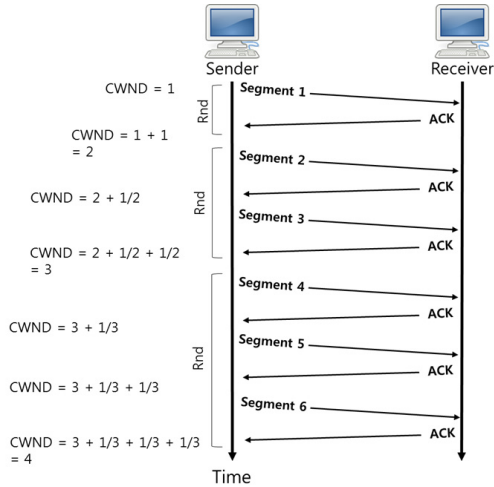 Sender
Receiver
CWND = 1
Rnd
Segment 1
ACK
CWND = 1 + 1
= 2
Rnd
Segment 2
ACK
CWND = 2 + 1/2
Segment 3
ACK
CWND = 2 + 1/2 + 1/2
= 3
Rnd
Segment 4
ACK
CWND = 3 + 1/3
Segment 5
ACK
CWND = 3 + 1/3 + 1/3
Segment 6
ACK
CWND = 3 + 1/3 + 1/3 + 1/3
= 4
Time